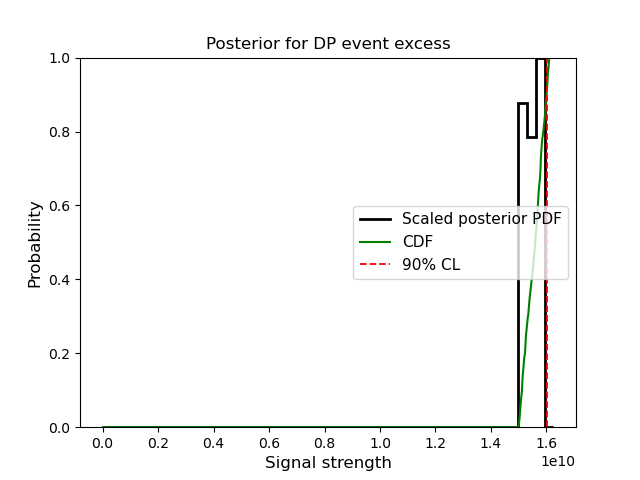 Posterior for DP event excess
Probability
1.0
0.8
0.6
0.4
0.2
0.0
Scaled posterior PDF
CDF
90% CL
0.0 0.2 0.4 0.6 0.8 1.0 1.2 1.4 1.6
1e10
Signal strength